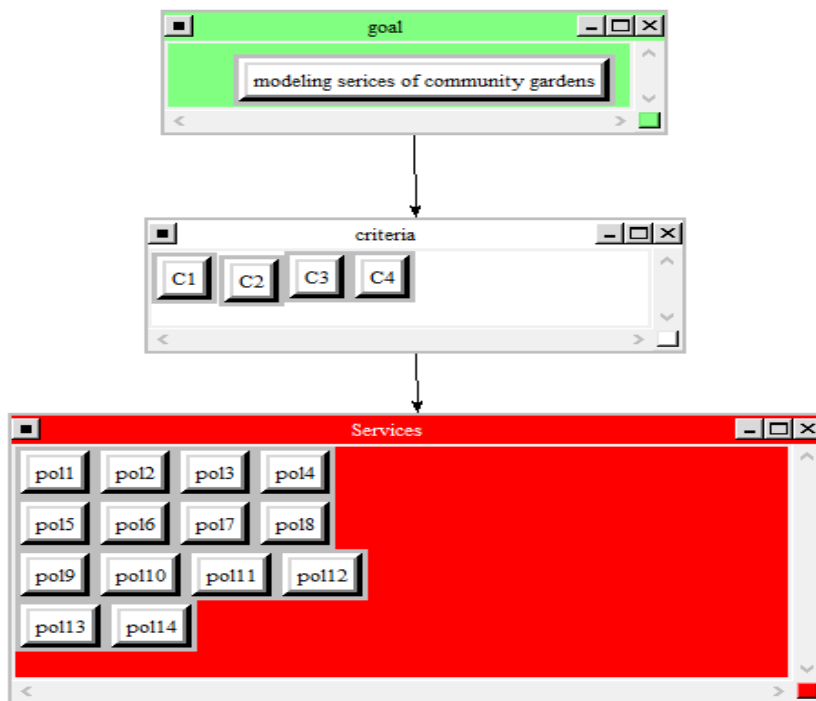 goal
modeling serices of community gardens
criteria
C1 C2 C3 C4
Services
pol1 pol2 pol3 pol4
pol5 pol6 pol7 pol8
pol9 pol10 pol11 pol12
pol13 pol14